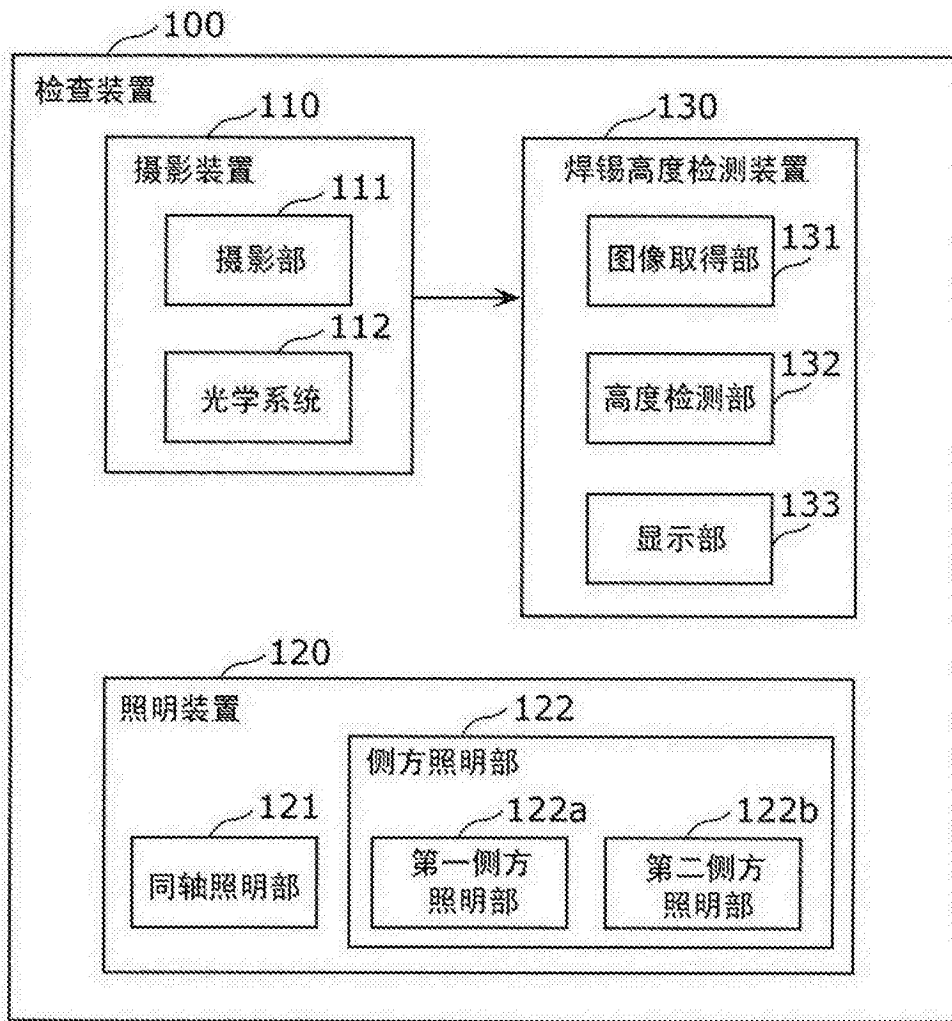 100
检查装置
110
摄影装置
111
摄影部
112
光学系统
130
焊锡高度检测装置
131
图像取得部
132
高度检测部
133
显示部
120
照明装置
121
同轴照明部
122
侧方照明部
122a
第一侧方
照明部
122b
第二侧方
照明部